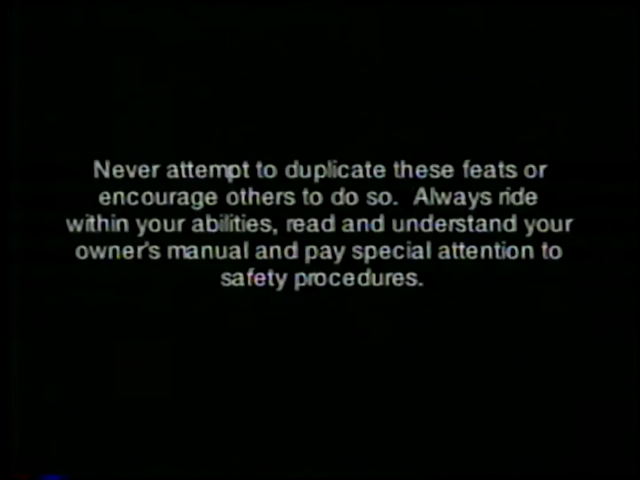 Never attempt to duplicate these feats or
encourage others to do so.  Always ride
within your abilities, read and understand your
owner's manual and pay special attention to
safety procedures.